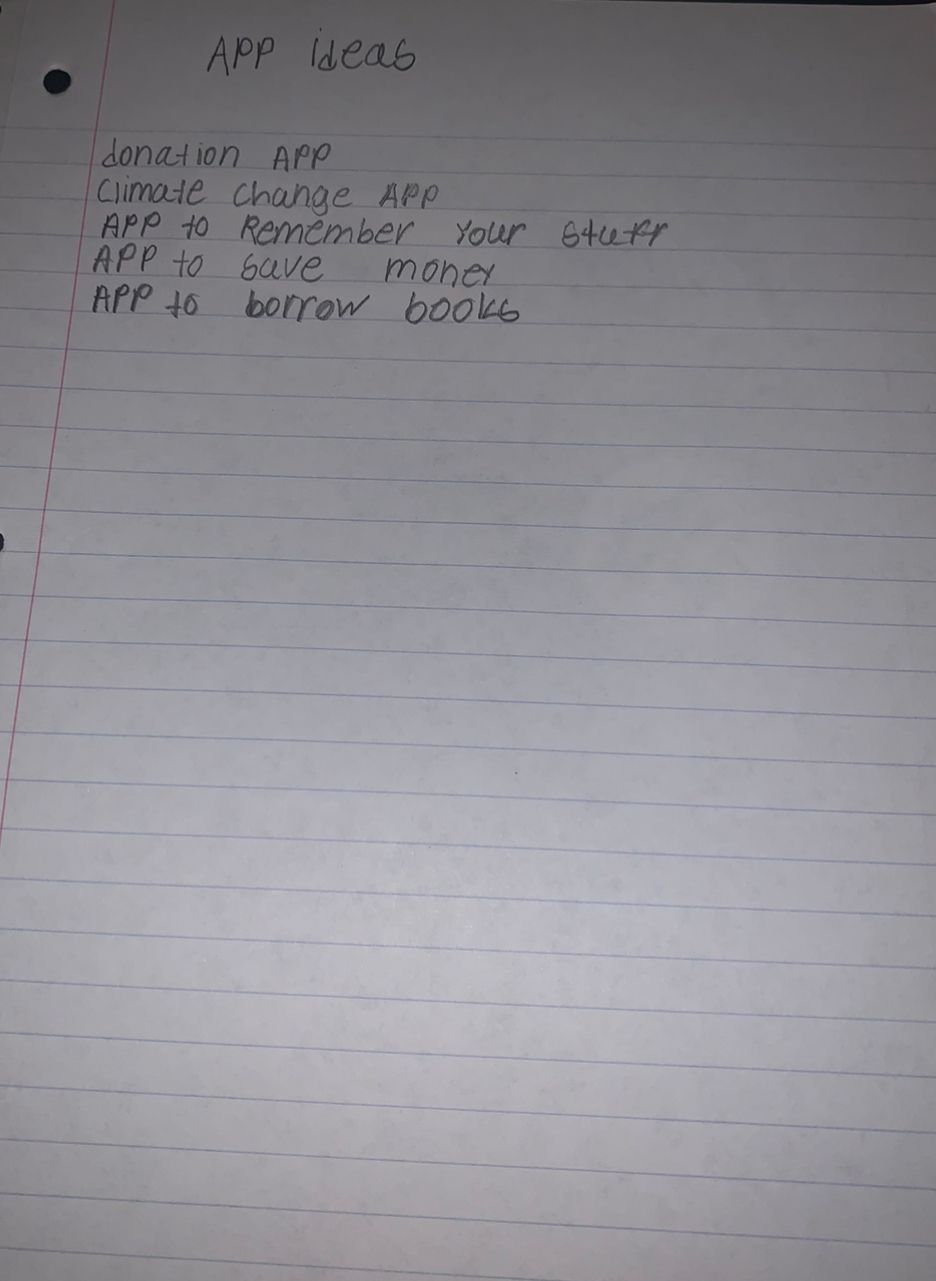 APP ideas
donation APP
climate change APP
APP to Remember Your stuff
APP to save money
APP to borrow books